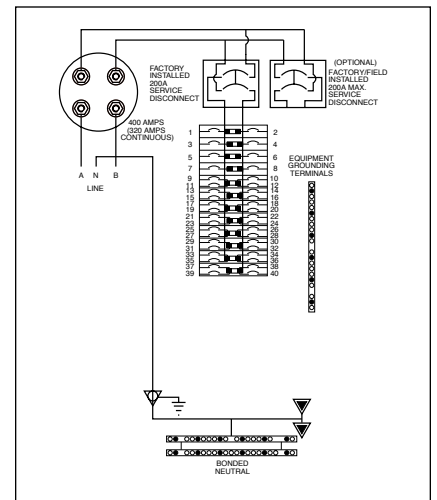 FACTORY
INSTALLED
200A
SERVICE
DISCONNECT
(OPTIONAL)
FACTORY/FIELD
INSTALLED
200A MAX.
SERVICE
DISCONNECT
400 AMPS
(320 AMPS
CONTINUOUS)
A N B
LINE
1 2
3 4
5 6
7 8
9 10
11 12
13 14
15 16
17 18
19 20
21 22
23 24
25 26
27 28
29 30
31 32
33 34
35 36
37 38
39 40
EQUIPMENT
GROUNDING
TERMINALS
BONDED
NEUTRAL